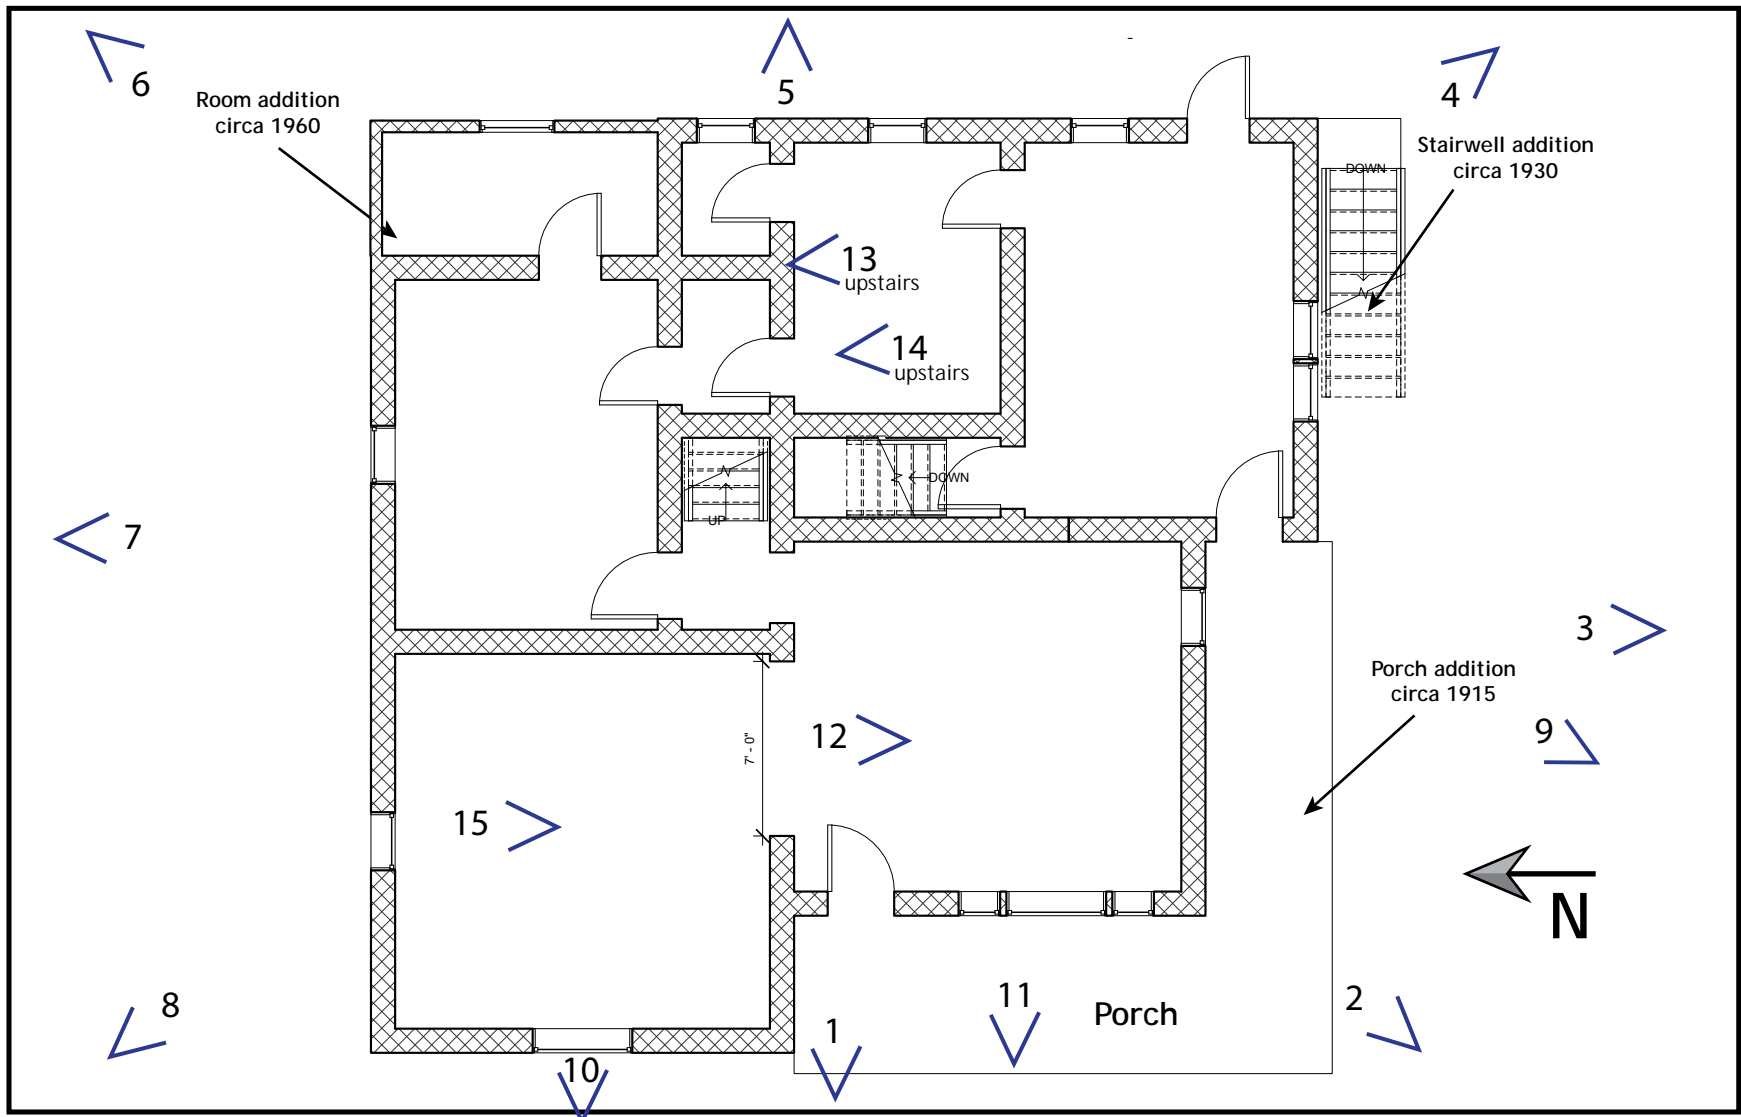 6
5
4
Room addition
circa 1960
Stairwell addition
circa 1930
DOWN
13
upstairs
14
upstairs
DOWN
UP
7
3
Porch addition
circa 1915
9
12
7' - 0"
15
N
8
11
Porch
2
1
10